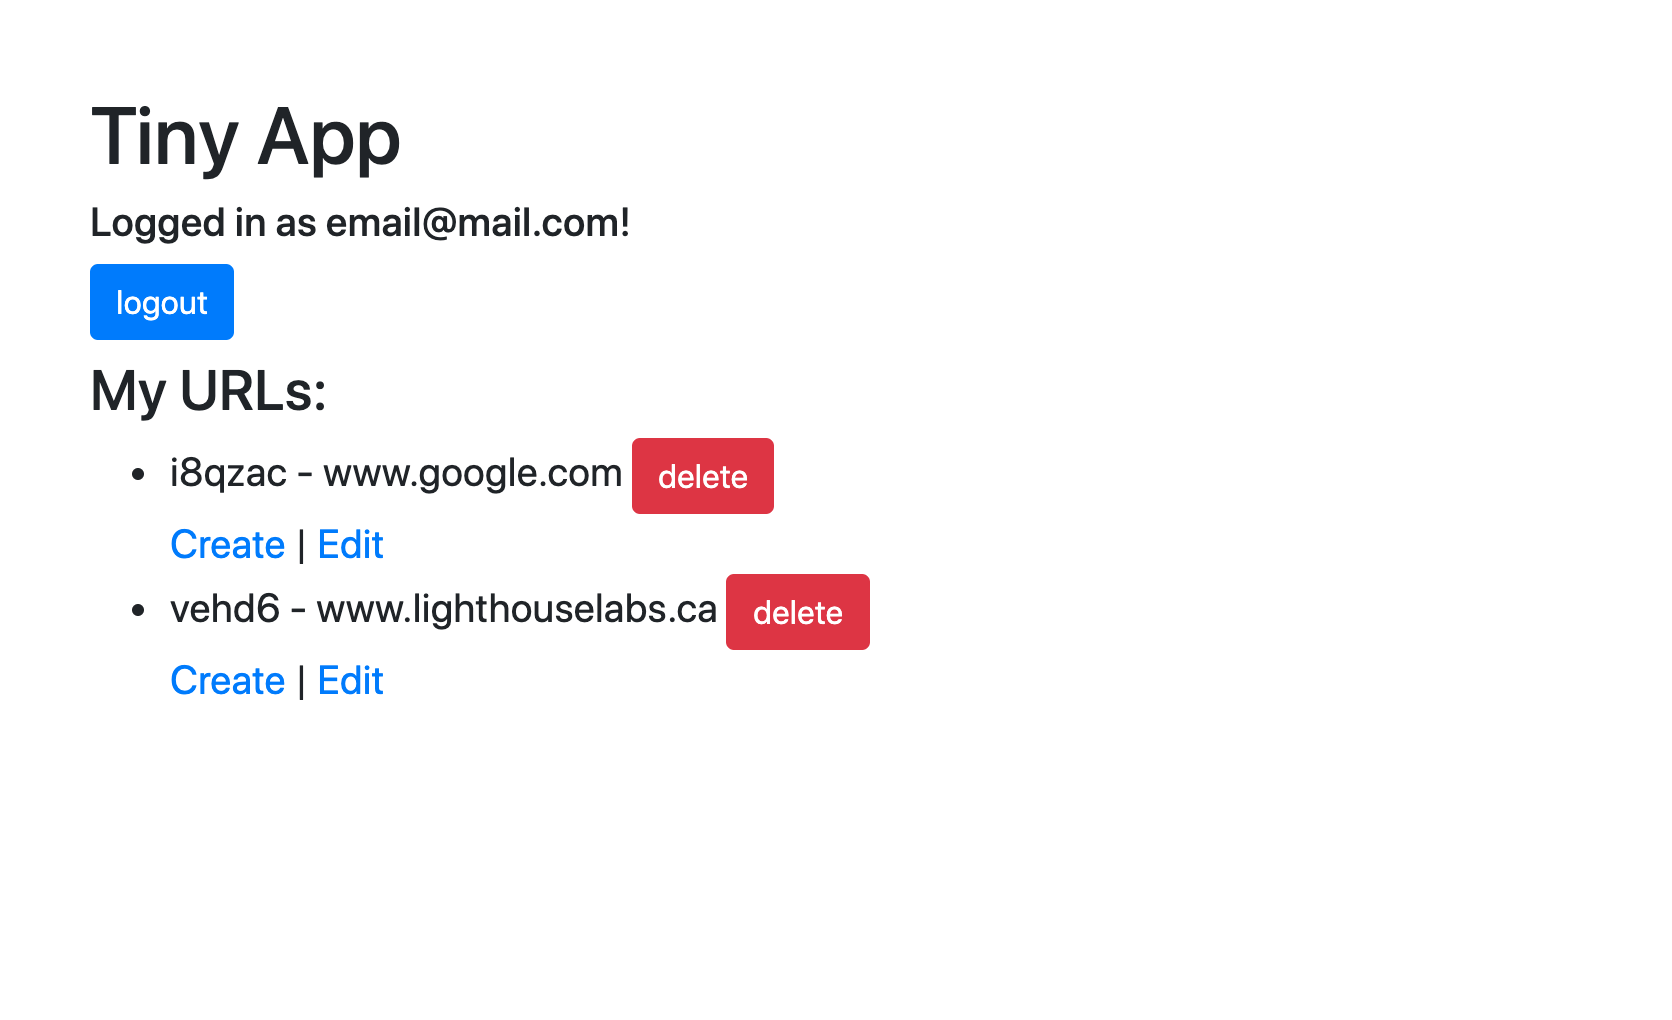 Tiny App
Logged in as email@mail.com!
logout
My URLs:
• i8qzac - www.google.com delete
Create | Edit
• vehd6 - www.lighthouselabs.ca delete
Create | Edit